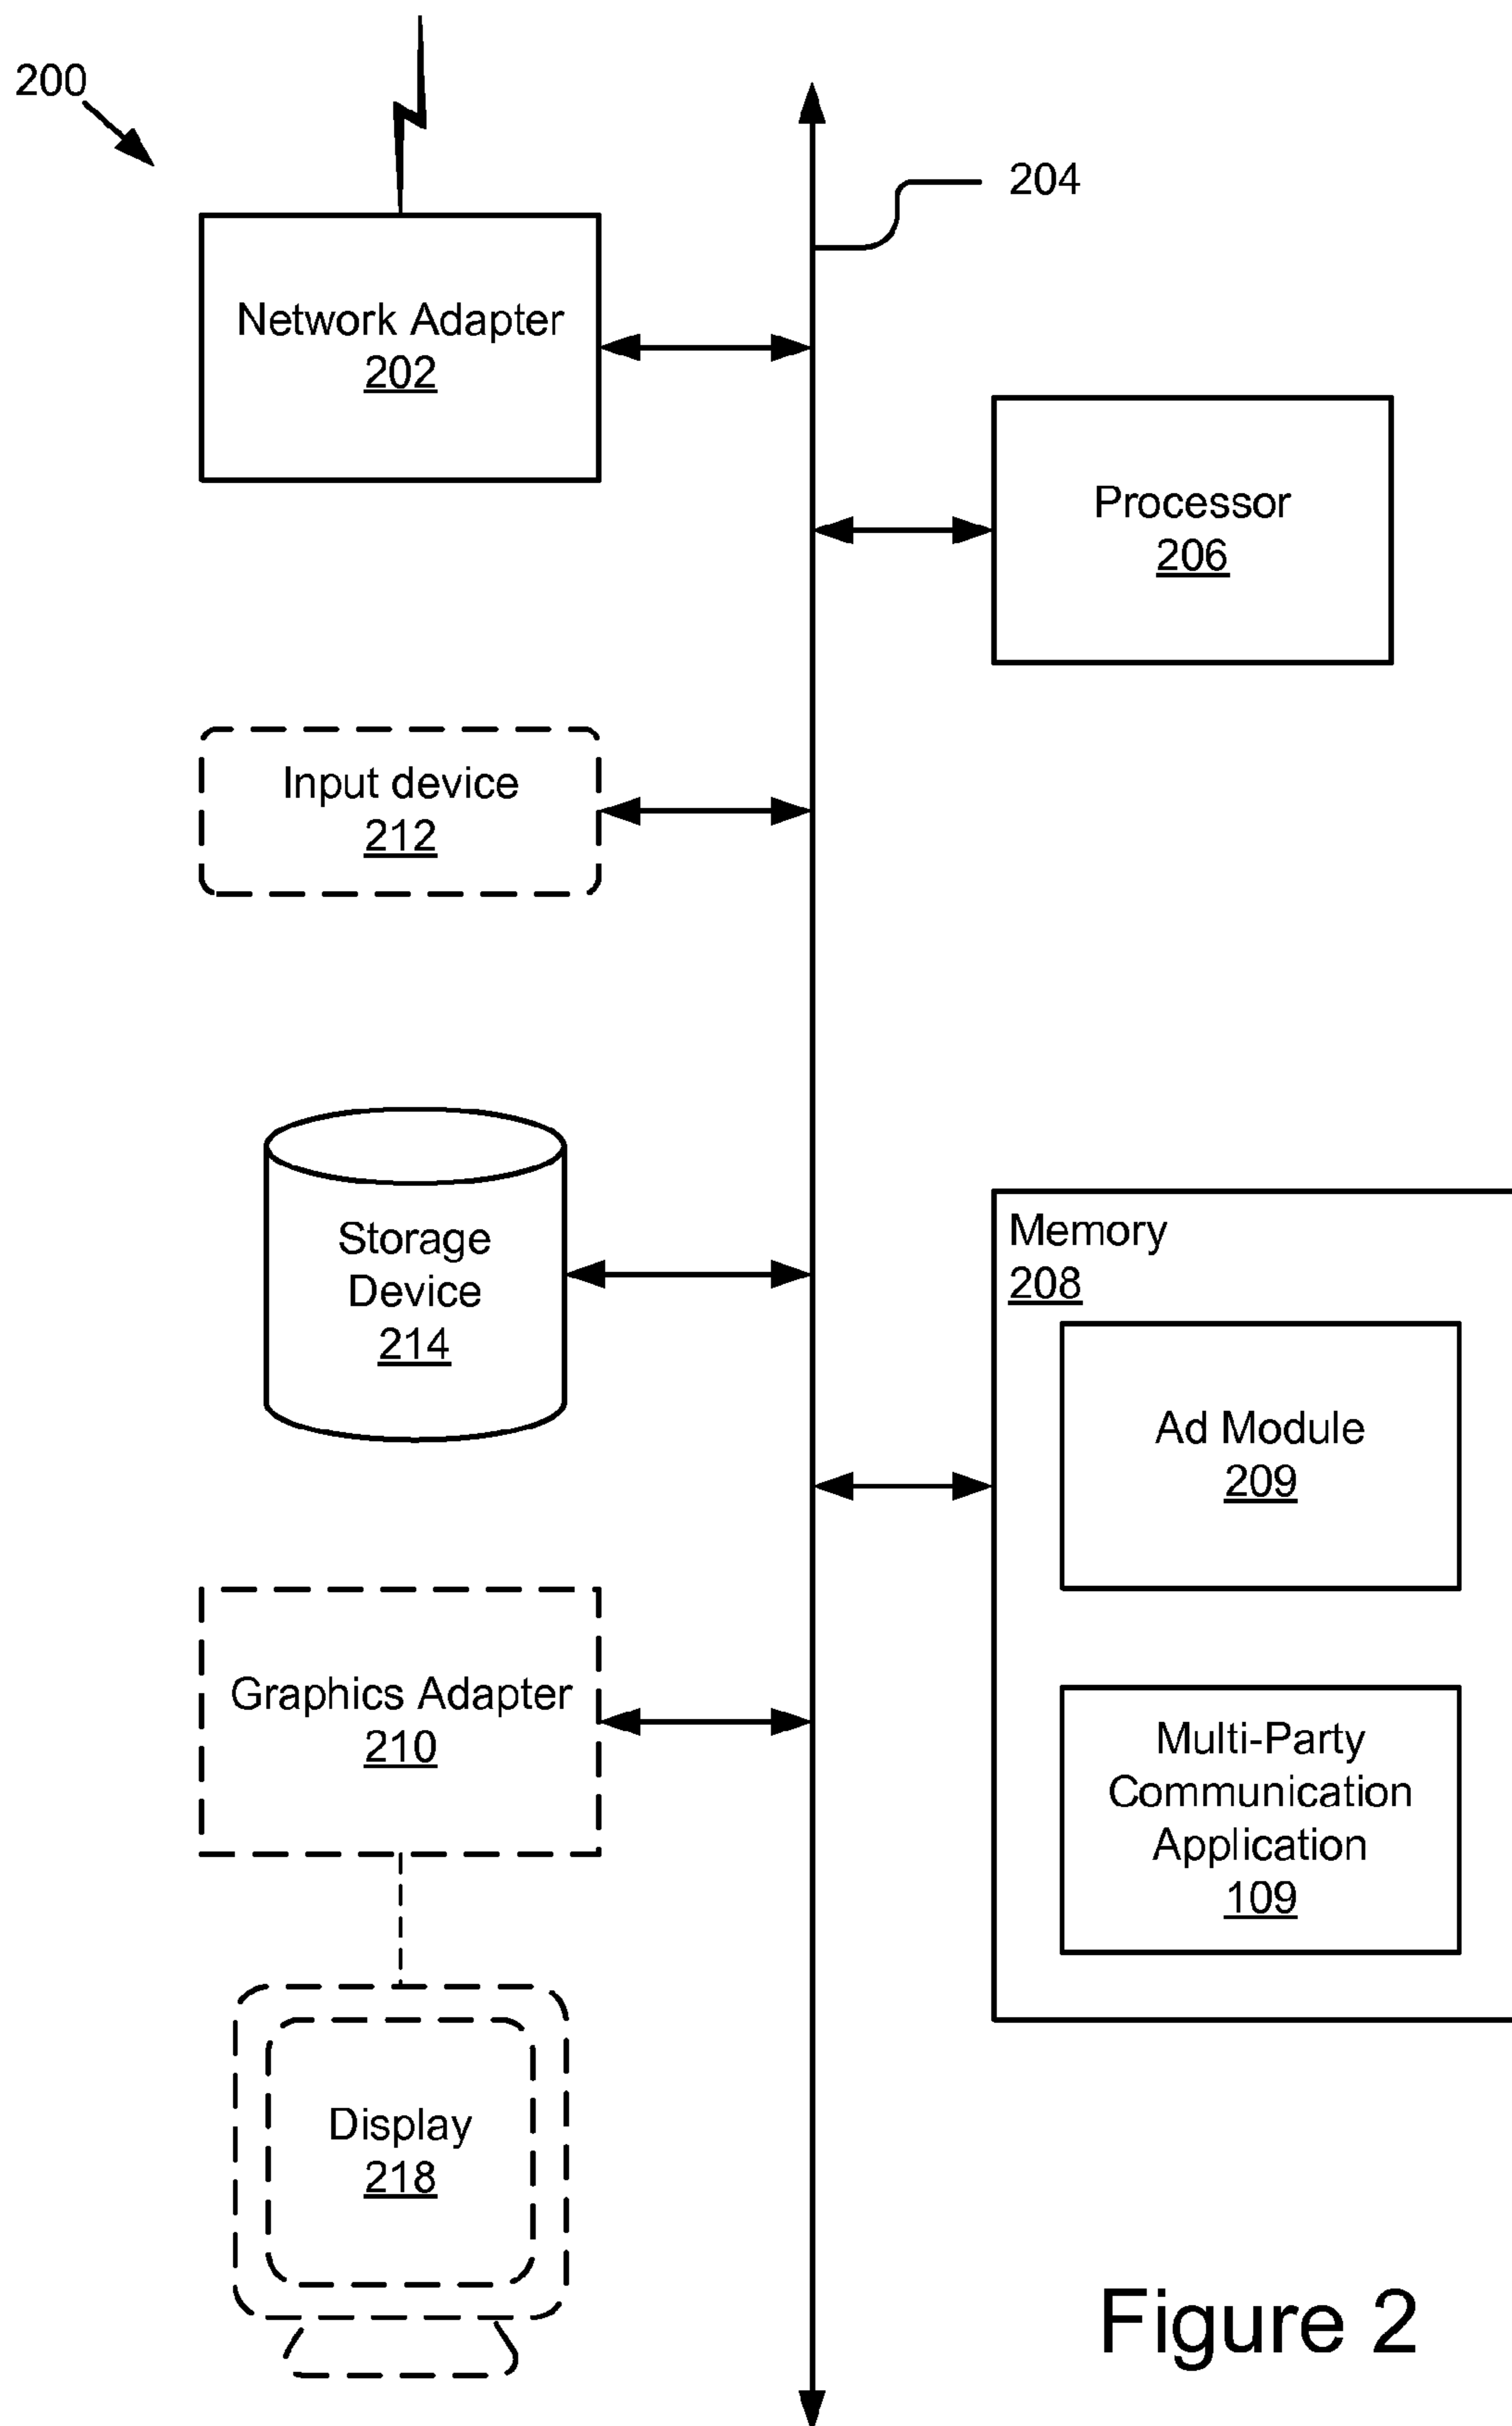 200
204
Network Adapter
202
Processor
206
Input device
212
Storage
Device
214
Memory
208
Ad Module
209
Graphics Adapter
210
Multi-Party
Communication
Application
109
Display
218
Figure 2